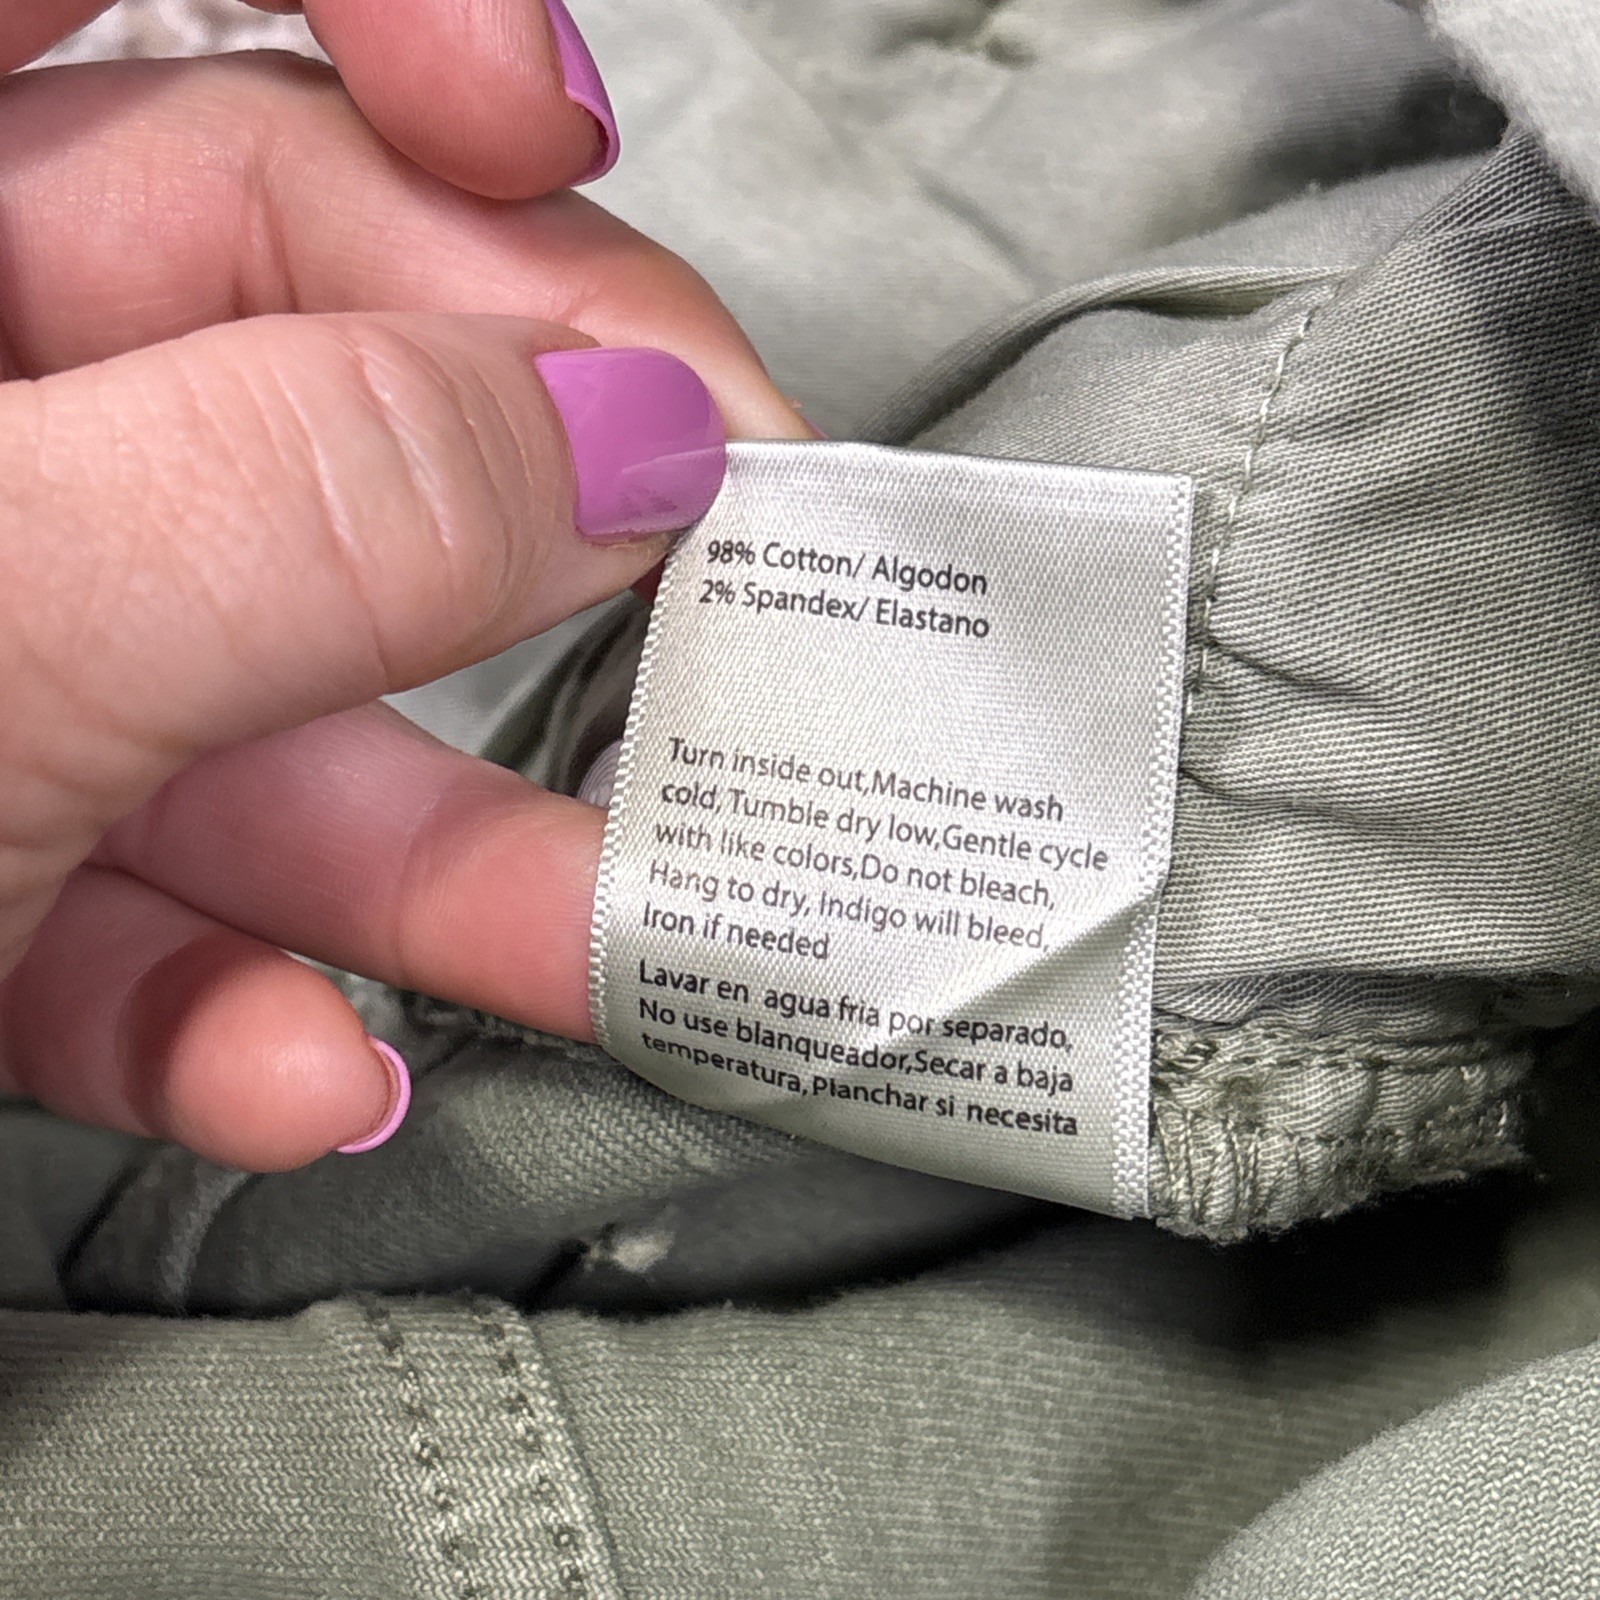 98% Cotton/ Algodon
2% Spandex/ Elastano
Turn inside out,Machine wash
cold, Tumble dry low,Gentle cycle
with like colors,Do not bleach,
Hang to dry, Indigo will bleed,
Iron if needed
Lavar en agua fria por separado,
No use blanqueador,Secar a baja
temperatura,Planchar si necesita